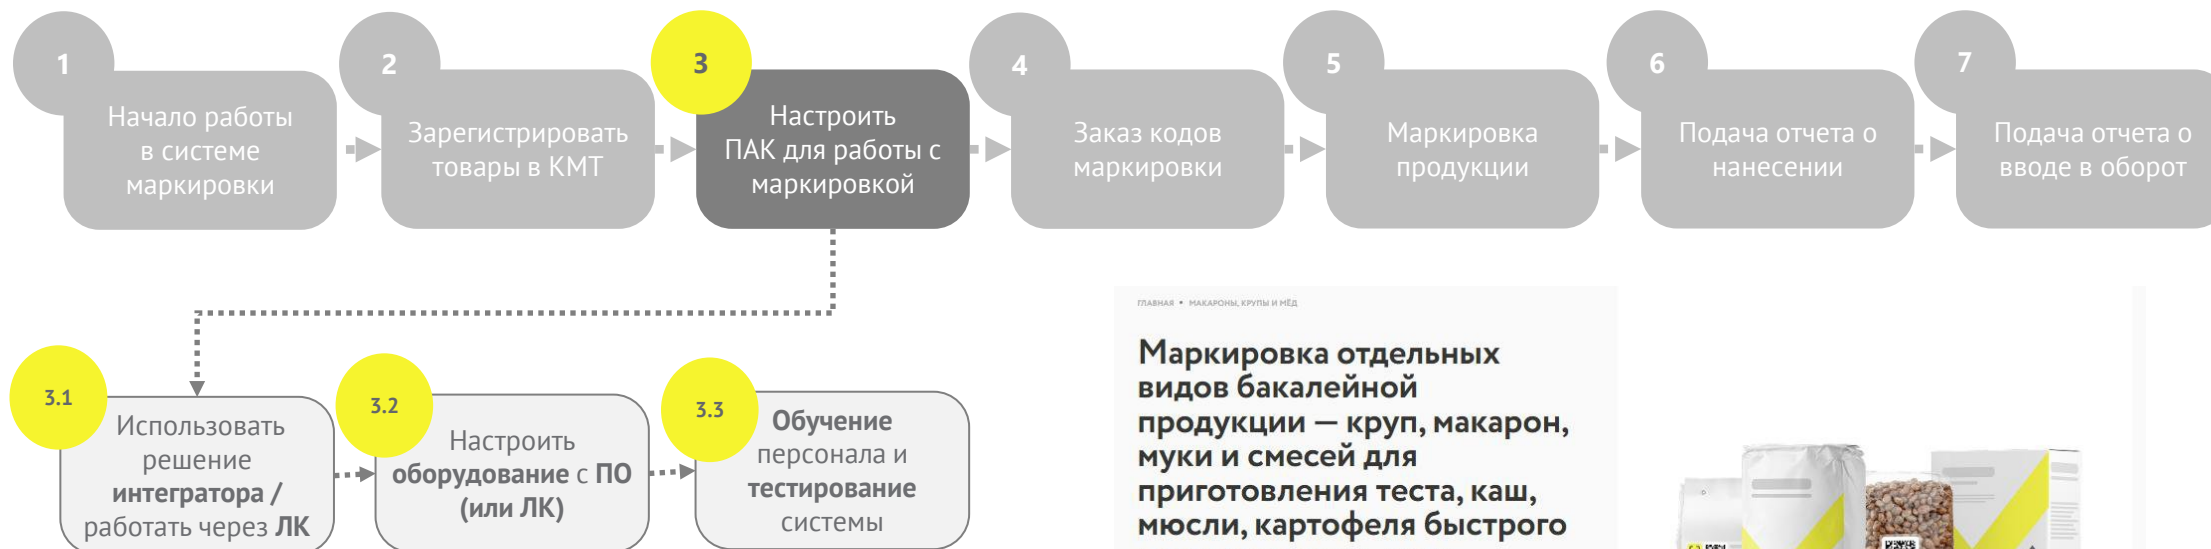 1
Начало работы
в системе
маркировки
2
Зарегистрировать
товары в КМТ
3
Настроить
ПАК для работы с
маркировкой
4
Заказ кодов
маркировки
5
Маркировка
продукции
6
Подача отчета о
нанесении
7
Подача отчета о
вводе в оборот
3.1
Использовать
решение
интегратора /
работать через ЛК
3.2
Настроить
оборудование с ПО
(или ЛК)
3.3
Обучение
персонала и
тестирование
системы
ГЛАВНАЯ • МАКАРОНЫ, КРУПЫ И МЁД
Маркировка отдельных
видов бакалейной
продукции — круп, макарон,
муки и смесей для
приготовления теста, каш,
мюсли, картофеля быстрого